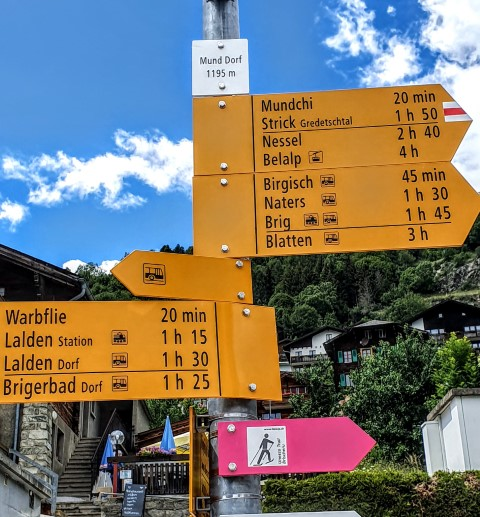 Mund Dorf
1195 m
Mundchi 20 min
Strick Gredetschtal 1 h 50
Nessel 2 h 40
Belalp 4 h
Birgisch 45 min
Naters 1 h 30
Brig 1 h 45
Blatten 3 h
Warbflie 20 min
Lalden Station 1 h 15
Lalden Dorf 1 h 30
Brigerbad Dorf 1 h 25